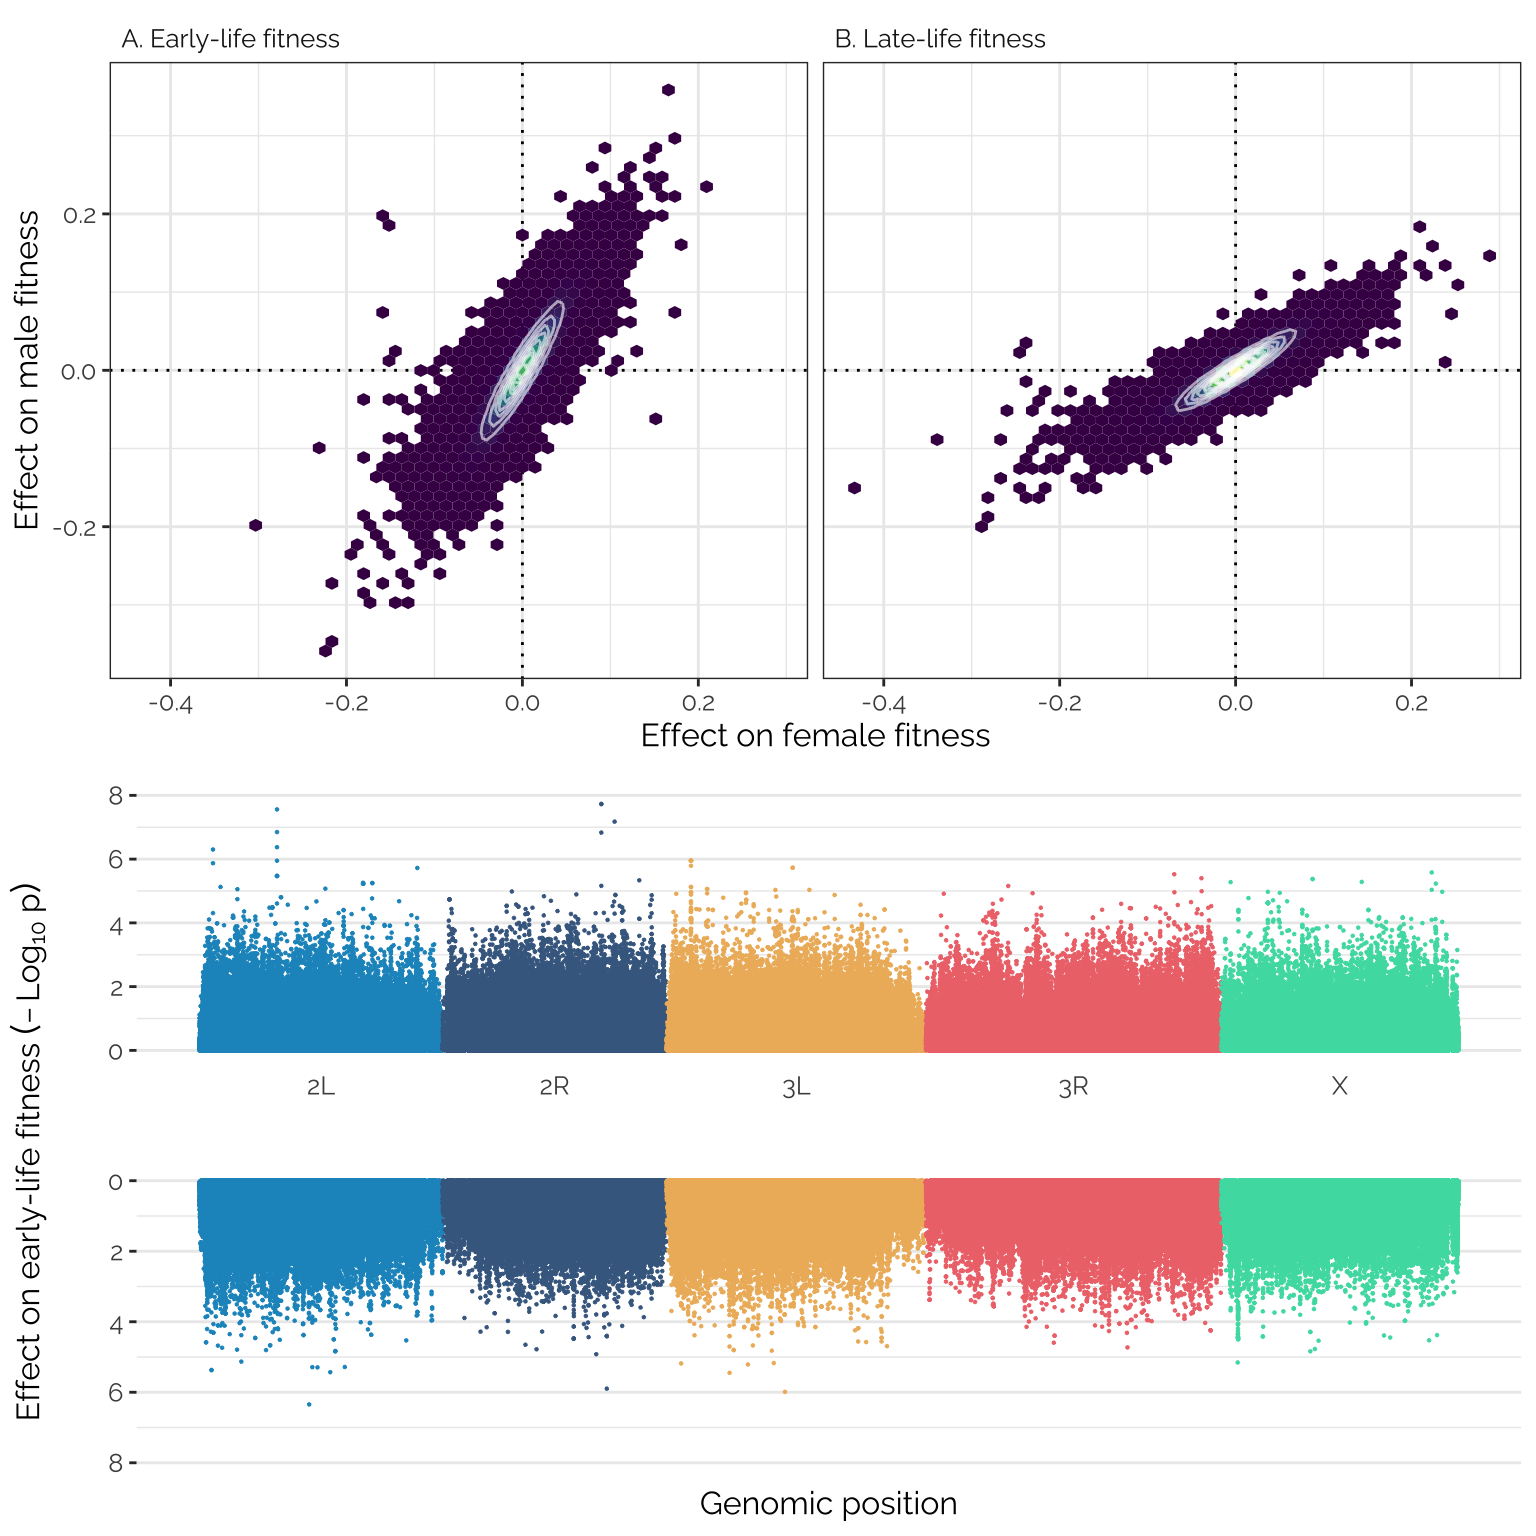 A. Early-life fitness
B. Late-life fitness
Effect on male fitness
0.2
0.0
-0.2
-0.4
-0.2
0.0
0.2
-0.4
-0.2
0.0
0.2
Effect on female fitness
Effect on early-life fitness (− Log₁₀ p)
8
6
4
2
0
2L
2R
3L
3R
X
0
2
4
6
8
Genomic position